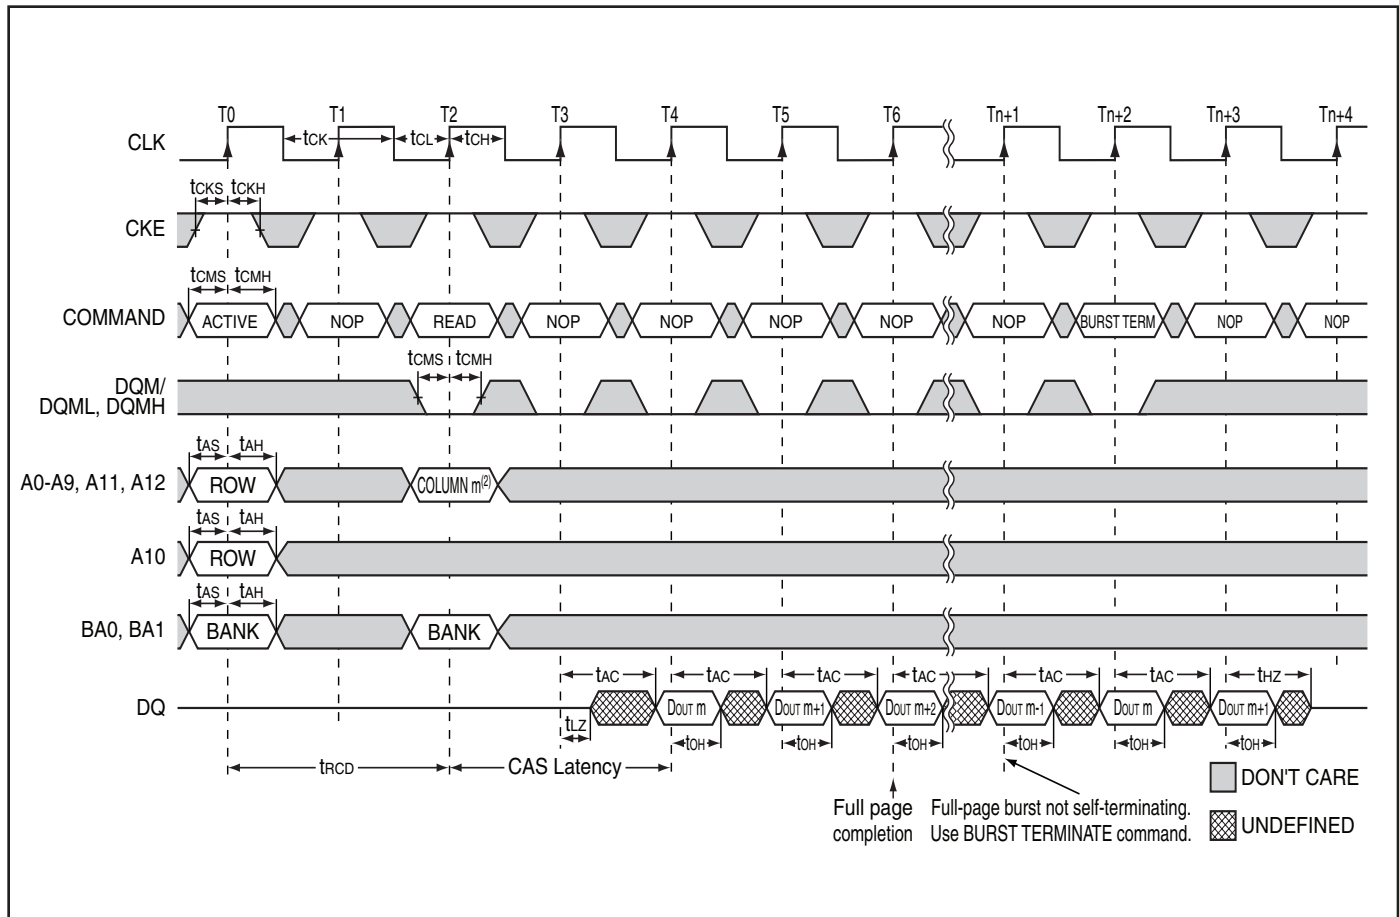 T0 T1 T2 T3 T4 T5 T6 Tn+1 Tn+2 Tn+3 Tn+4
CLK
tCK tCL tCH
tCKS tCKH
CKE
tCMS tCMH
COMMAND
ACTIVE NOP READ NOP NOP NOP NOP NOP BURST TERM NOP NOP
tCMS tCMH
DQM/
DQML, DQMH
tAS tAH
A0-A9, A11, A12
ROW COLUMN m(2)
tAS tAH
A10
ROW
tAS tAH
BA0, BA1
BANK BANK
tAC tAC tAC tAC tAC tAC tHZ
DQ
DOUT m DOUT m+1 DOUT m+2 DOUT m-1 DOUT m DOUT m+1
tLZ tOH tOH tOH tOH tOH tOH
tRCD CAS Latency
Full page
completion
Full-page burst not self-terminating.
Use BURST TERMINATE command.
DON'T CARE
UNDEFINED